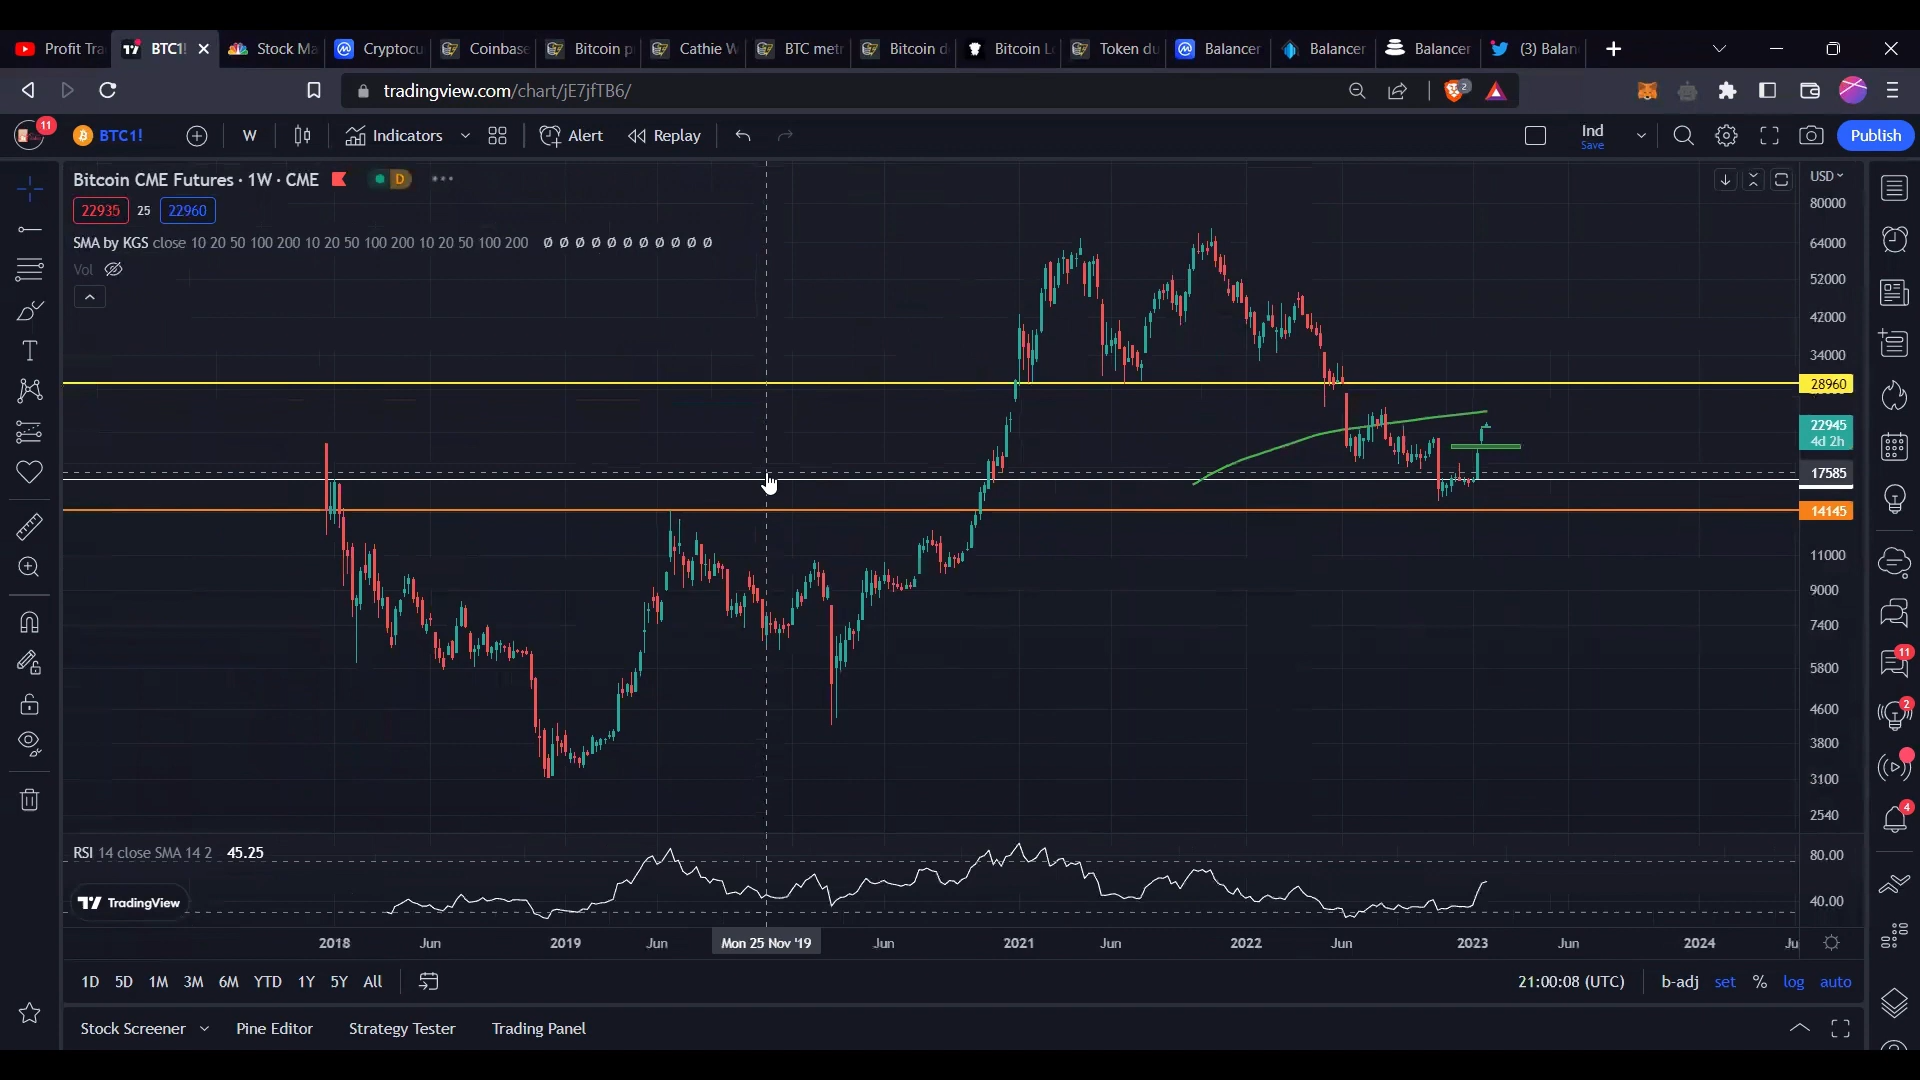 Profit Tra
BTC1!
Stock Ma
Cryptocu
Coinbase
Bitcoin p
Cathie W
BTC metr
Bitcoin d
Bitcoin L
Token du
Balancer
Balancer
Balancer
(3) Balan
tradingview.com/chart/jE7jfTB6/
2
11
BTC1!
W
Indicators
Alert
Replay
Ind
Save
Publish
Bitcoin CME Futures · 1W · CME
D
USD
22935
25
22960
SMA by KGS close 10 20 50 100 200 10 20 50 100 200 10 20 50 100 200 Ø Ø Ø Ø Ø Ø Ø Ø Ø Ø Ø
Vol
80000
64000
52000
42000
34000
28960
22945
4d 2h
17585
14145
11000
9000
7400
5800
4600
3800
3100
2540
11
2
4
RSI 14 close SMA 14 2 45.25
80.00
40.00
TradingView
2018
Jun
2019
Jun
Mon 25 Nov '19
Jun
2021
Jun
2022
Jun
2023
Jun
2024
1D
5D
1M
3M
6M
YTD
1Y
5Y
All
21:00:08 (UTC)
b-adj
set
%
log
auto
Stock Screener
Pine Editor
Strategy Tester
Trading Panel